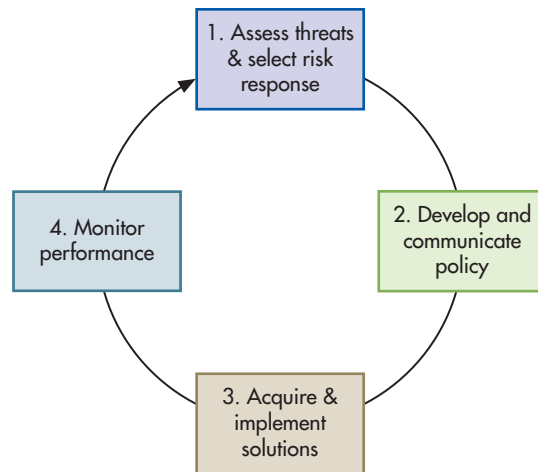 1. Assess threats
& select risk
response
2. Develop and
communicate
policy
3. Acquire &
implement
solutions
4. Monitor
performance